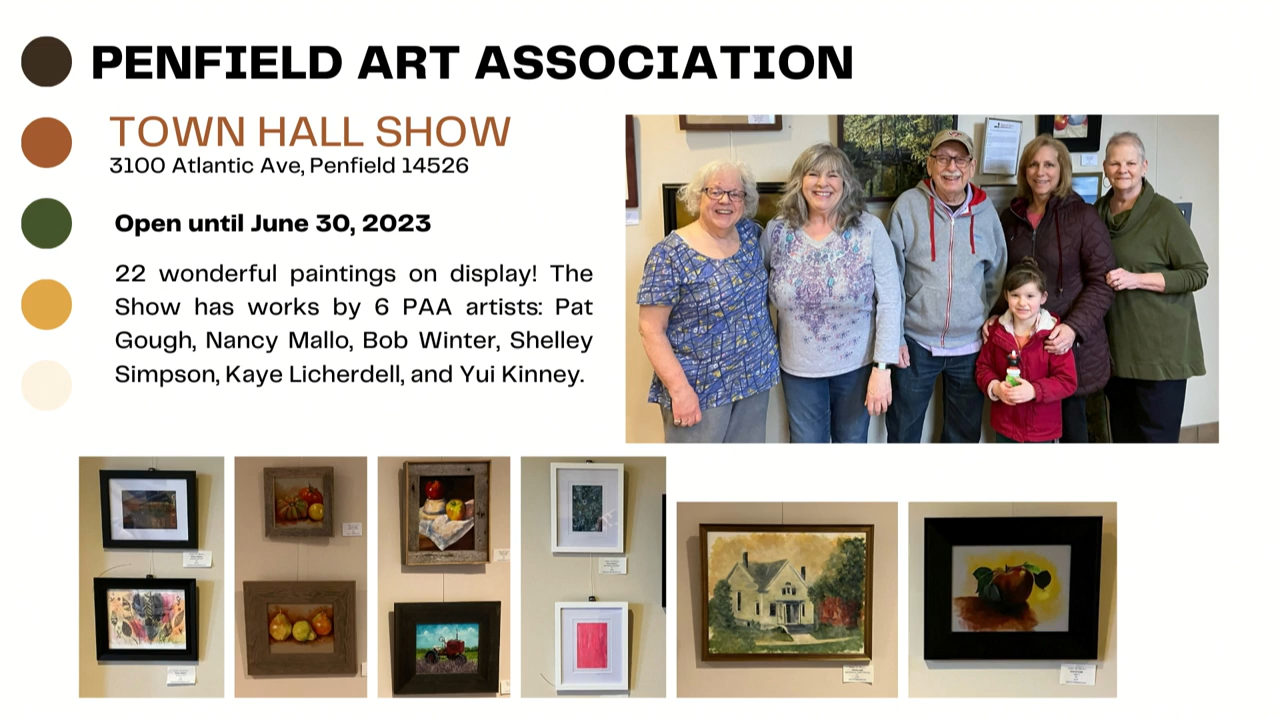 PENFIELD ART ASSOCIATION
TOWN HALL SHOW
3100 Atlantic Ave, Penfield 14526
Open until June 30, 2023
22 wonderful paintings on display! The
Show has works by 6 PAA artists: Pat
Gough, Nancy Mallo, Bob Winter, Shelley
Simpson, Kaye Licherdell, and Yui Kinney.